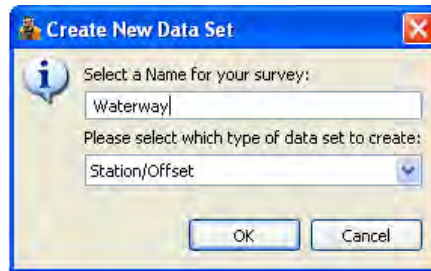 Create New Data Set
Select a Name for your survey:
Waterway
Please select which type of data set to create:
Station/Offset
OK Cancel